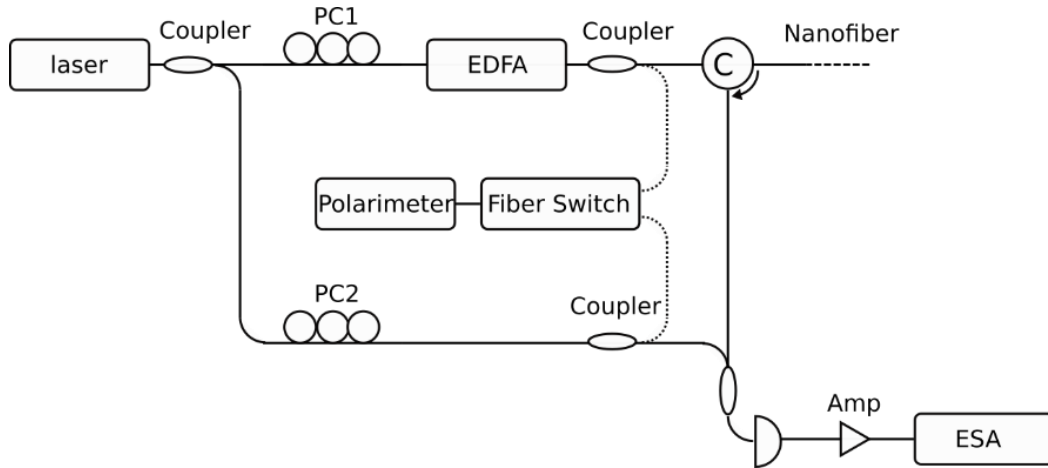 PC1
Coupler
Coupler
Nanofiber
laser
EDFA
C
Polarimeter
Fiber Switch
PC2
Coupler
Amp
ESA